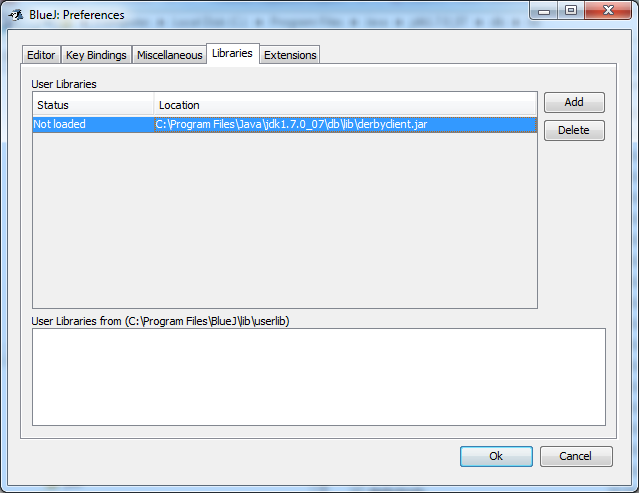 BlueJ: Preferences
Editor Key Bindings Miscellaneous Libraries Extensions
User Libraries
Status Location
Add
Not loaded C:\Program Files\Java\jdk1.7.0_07\db\lib\derbyclient.jar
Delete
User Libraries from (C:\Program Files\BlueJ\lib\userlib)
Ok Cancel